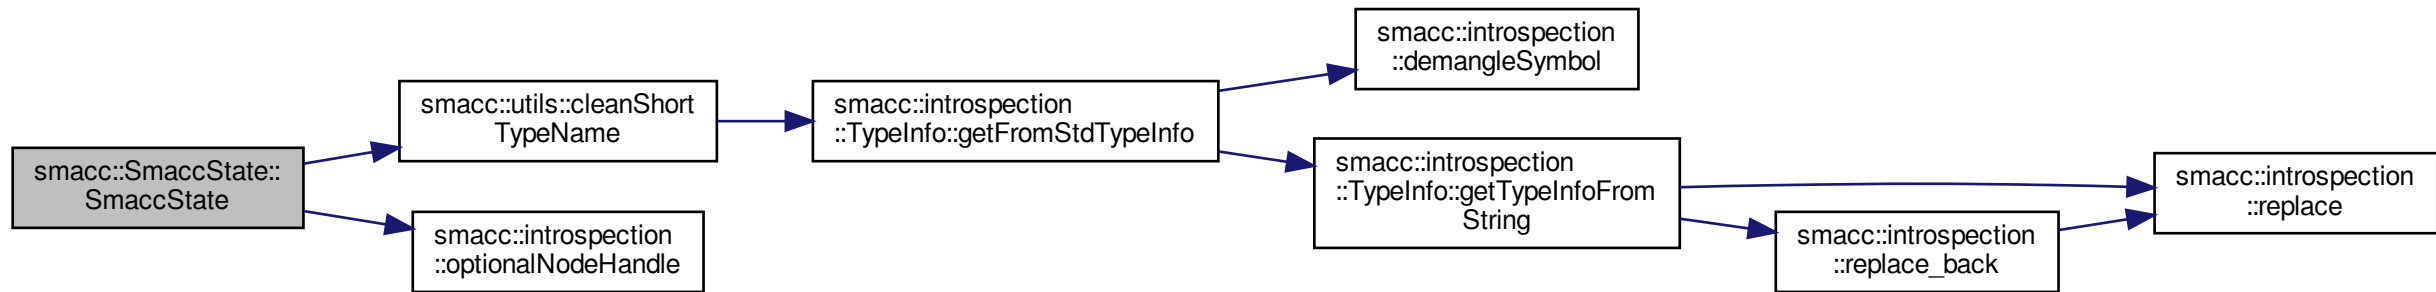 smacc::SmaccState::
SmaccState
smacc::utils::cleanShort
TypeName
smacc::introspection
::optionalNodeHandle
smacc::introspection
::TypeInfo::getFromStdTypeInfo
smacc::introspection
::demangleSymbol
smacc::introspection
::TypeInfo::getTypeInfoFrom
String
smacc::introspection
::replace_back
smacc::introspection
::replace